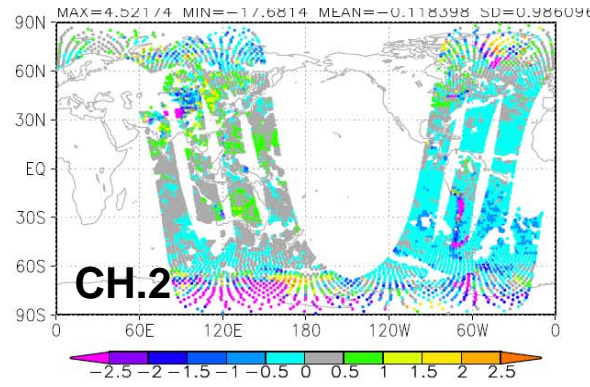 MAX=4.52174 MIN=-17.6814 MEAN=-0.118398 SD=0.986096
90N
60N
30N
EQ
30S
60S
90S
CH.2
0 60E 120E 180 120W 60W 0
-2.5 -2 -1.5 -1 -0.5 0 0.5 1 1.5 2 2.5